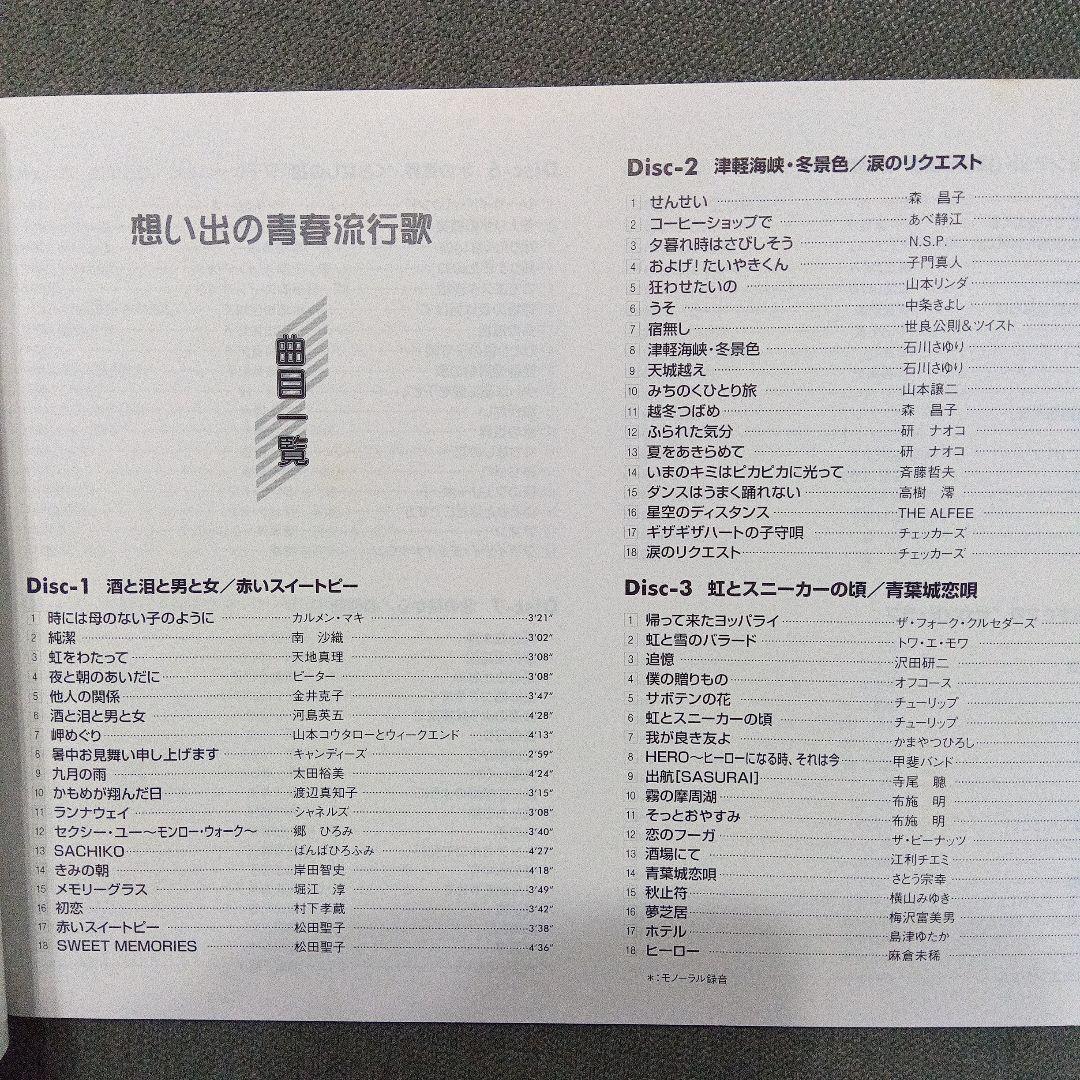 想い出の青春流行歌
曲目一覧
Disc-1 酒と泪と男と女／赤いスイートピー
1 時には母のない子のように カルメン・マキ 3'21"
2 純潔 南　沙織 3'02"
3 虹をわたって 天地真理 3'08"
4 夜と朝のあいだに ピーター 3'08"
5 他人の関係 金井克子 3'47"
6 酒と泪と男と女 河島英五 4'28"
7 岬めぐり 山本コウタローとウィークエンド 4'13"
8 暑中お見舞い申し上げます キャンディーズ 2'59"
9 九月の雨 太田裕美 4'24"
10 かもめが翔んだ日 渡辺真知子 3'15"
11 ランナウェイ シャネルズ 3'08"
12 セクシー・ユー〜モンロー・ウォーク〜 郷　ひろみ 3'40"
13 SACHIKO ばんばひろふみ 4'27"
14 きみの朝 岸田智史 4'18"
15 メモリーグラス 堀江　淳 3'49"
16 初恋 村下孝蔵 3'42"
17 赤いスイートピー 松田聖子 3'38"
18 SWEET MEMORIES 松田聖子 4'36"
Disc-2 津軽海峡・冬景色／涙のリクエスト
1 せんせい 森　昌子
2 コーヒーショップで あべ静江
3 夕暮れ時はさびしそう N.S.P.
4 およげ！たいやきくん 子門真人
5 狂わせたいの 山本リンダ
6 うそ 中条きよし
7 宿無し 世良公則&ツイスト
8 津軽海峡・冬景色 石川さゆり
9 天城越え 石川さゆり
10 みちのくひとり旅 山本譲二
11 越冬つばめ 森　昌子
12 ふられた気分 研　ナオコ
13 夏をあきらめて 研　ナオコ
14 いまのキミはピカピカに光って 斉藤哲夫
15 ダンスはうまく踊れない 高樹　澪
16 星空のディスタンス THE ALFEE
17 ギザギザハートの子守唄 チェッカーズ
18 涙のリクエスト チェッカーズ
Disc-3 虹とスニーカーの頃／青葉城恋唄
1 帰って来たヨッパライ ザ・フォーク・クルセダーズ
2 虹と雪のバラード トワ・エ・モワ
3 追憶 沢田研二
4 僕の贈りもの オフコース
5 サボテンの花 チューリップ
6 虹とスニーカーの頃 チューリップ
7 我が良き友よ かまやつひろし
8 HERO〜ヒーローになる時、それは今 甲斐バンド
9 出航[SASURAI] 寺尾　聰
10 霧の摩周湖 布施　明
11 そっとおやすみ 布施　明
12 恋のフーガ ザ・ピーナッツ
13 酒場にて 江利チエミ
14 青葉城恋唄 さとう宗幸
15 秋止符 横山みゆき
16 夢芝居 梅沢富美男
17 ホテル 島津ゆたか
18 ヒーロー 麻倉未稀
＊：モノーラル録音